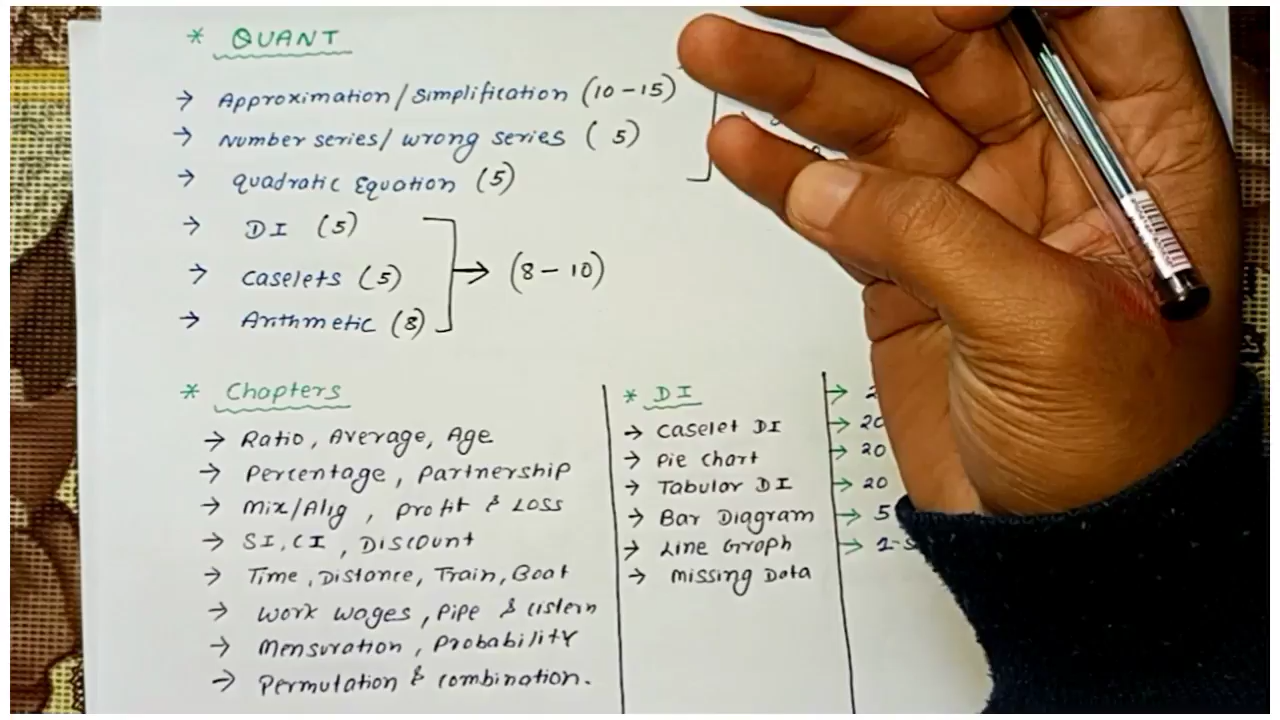 * QUANT
→ Approximation/Simplification (10-15)
→ Number series/ wrong series (5)
→ quadratic Equation (5)
→ DI (5)
→ caselets (5) → (8-10)
→ Arithmetic (8)
* Chapters
→ Ratio, Average, Age
→ Percentage, Partnership
→ Mix/Alig, Profit & Loss
→ SI, CI, Discount
→ Time, Distance, Train, Boat
→ Work wages, Pipe & cistern
→ Mensuration, Probability
→ Permutation & combination.
* DI
→ Caselet DI
→ Pie Chart
→ Tabular DI
→ Bar Diagram
→ Line Graph
→ Missing Data
→ 20
→ 20
→ 20
→ 5